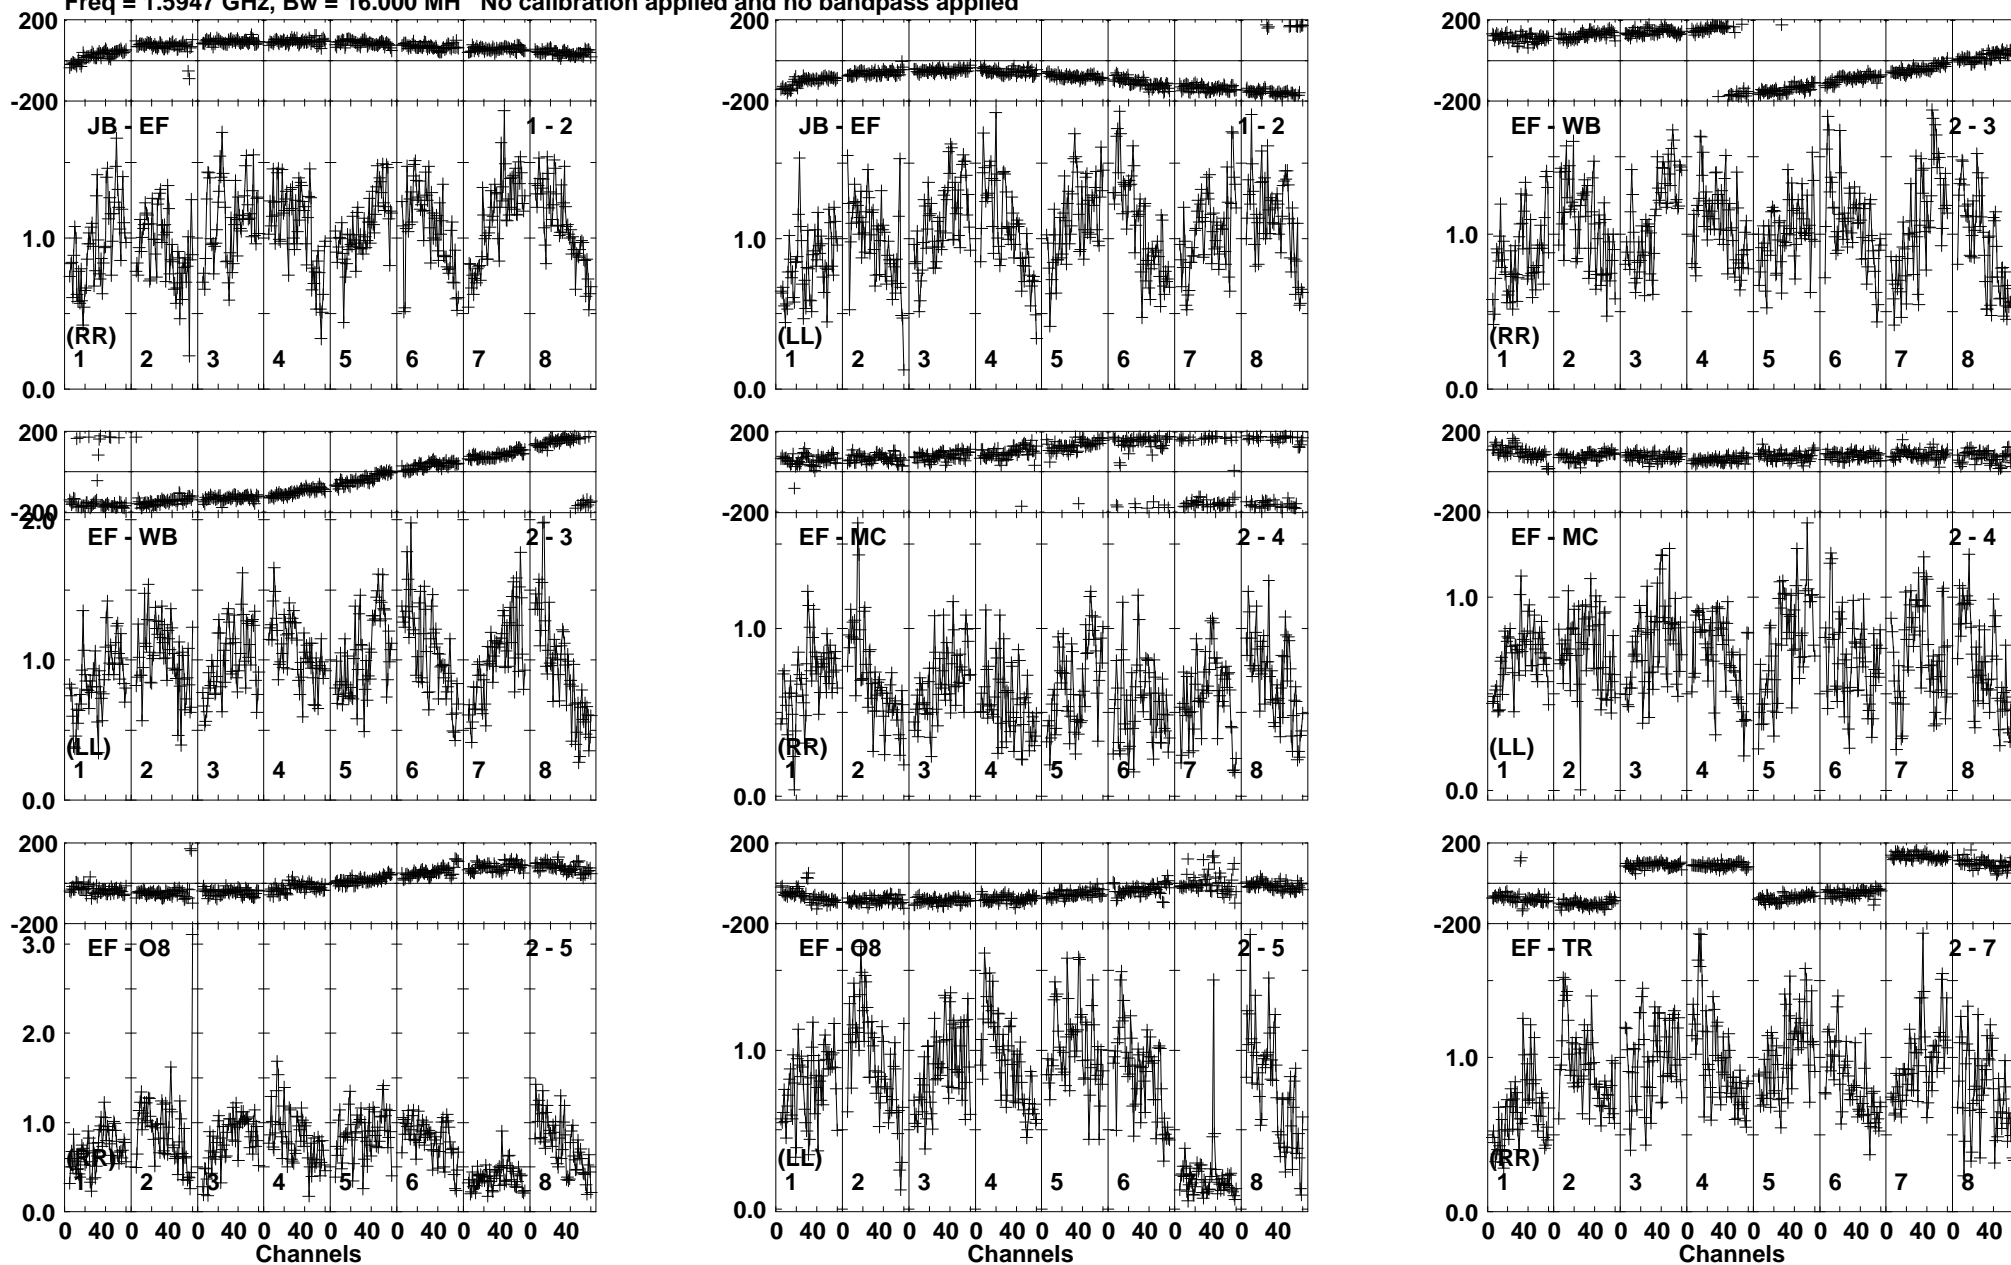 Freq = 1.5947 GHz, Bw = 16.000 MH No calibration applied and no bandpass applied
200 200 200
-200 -200 -200
JB - EF 1 - 2 JB - EF 1 - 2 EF - WB 2 - 3
1.0 1.0 1.0
(RR) (LL) (RR)
1 2 3 4 5 6 7 8 1 2 3 4 5 6 7 8 1 2 3 4 5 6 7 8
0.0 0.0 0.0
200 200 200
-200 -200 -200
2.0
EF - WB 2 - 3 EF - MC 2 - 4 EF - MC 2 - 4
1.0 1.0 1.0
(LL) (RR) (LL)
1 2 3 4 5 6 7 8 1 2 3 4 5 6 7 8 1 2 3 4 5 6 7 8
0.0 0.0 0.0
200 200 200
-200 -200 -200
3.0
EF - O8 2 - 5 EF - O8 2 - 5 EF - TR 2 - 7
2.0
1.0 1.0 1.0
(RR) (LL) (RR)
1 2 3 4 5 6 8 1 2 3 4 5 6 8 1 2 3 4 5 6 7 8
0.0 0.0 0.0
0 40 0 40 0 40 0 40 0 40 0 40 0 40 0 40 0 40 0 40 0 40 0 40 0 40 0 40 0 40 0 40 0 40 0 40 0 40 0 40 0 40 0 40 0 40 0 40
Channels Channels Channels